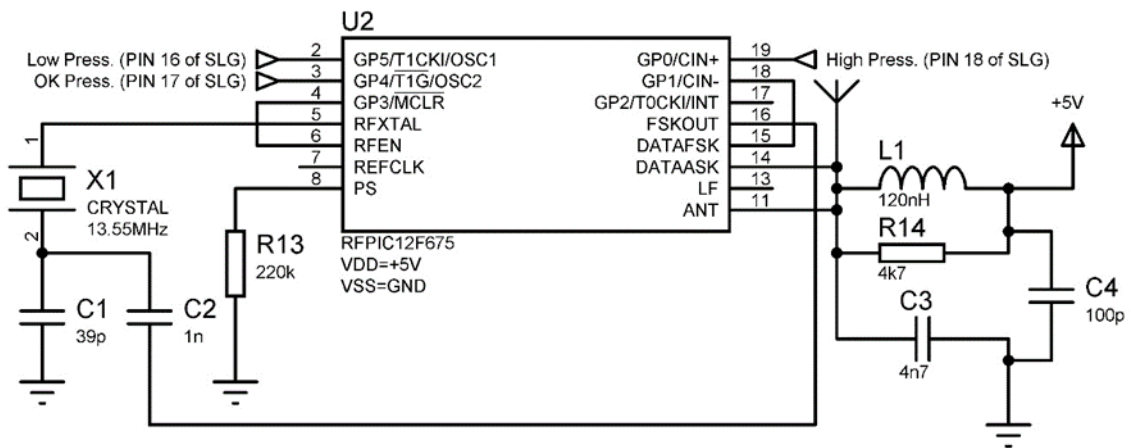 U2
Low Press. (PIN 16 of SLG)
OK Press. (PIN 17 of SLG)
2
3
4
5
6
7
8
GP5/T1CKI/OSC1
GP4/T1G/OSC2
GP3/MCLR
RFXTAL
RFEN
REFCLK
PS
GP0/CIN+
GP1/CIN-
GP2/T0CKI/INT
FSKOUT
DATAFSK
DATAASK
LF
ANT
19
18
17
16
15
14
13
11
High Press. (PIN 18 of SLG)
+5V
RFPIC12F675
VDD=+5V
VSS=GND
1
X1
CRYSTAL
13.55MHz
2
C1
39p
C2
1n
R13
220k
L1
120nH
R14
4k7
C3
4n7
C4
100p